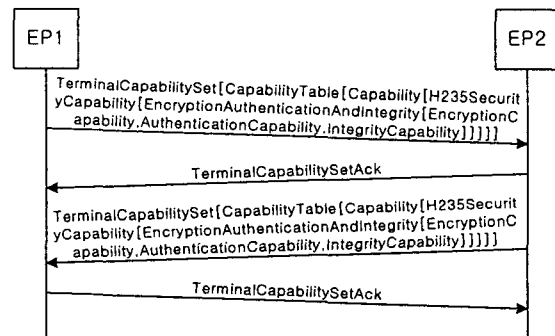 EP1
EP2
TerminalCapabilitySet[CapabilityTable[Capability[H235Securit
yCapability[EncryptionAuthenticationAndIntegrity[EncryptionC
apability.AuthenticationCapability.IntegrityCapability]]]]]
TerminalCapabilitySetAck
TerminalCapabilitySet[CapabilityTable[Capability[H235Securit
yCapability[EncryptionAuthenticationAndIntegrity[EncryptionC
apability.AuthenticationCapability.IntegrityCapability]]]]]
TerminalCapabilitySetAck